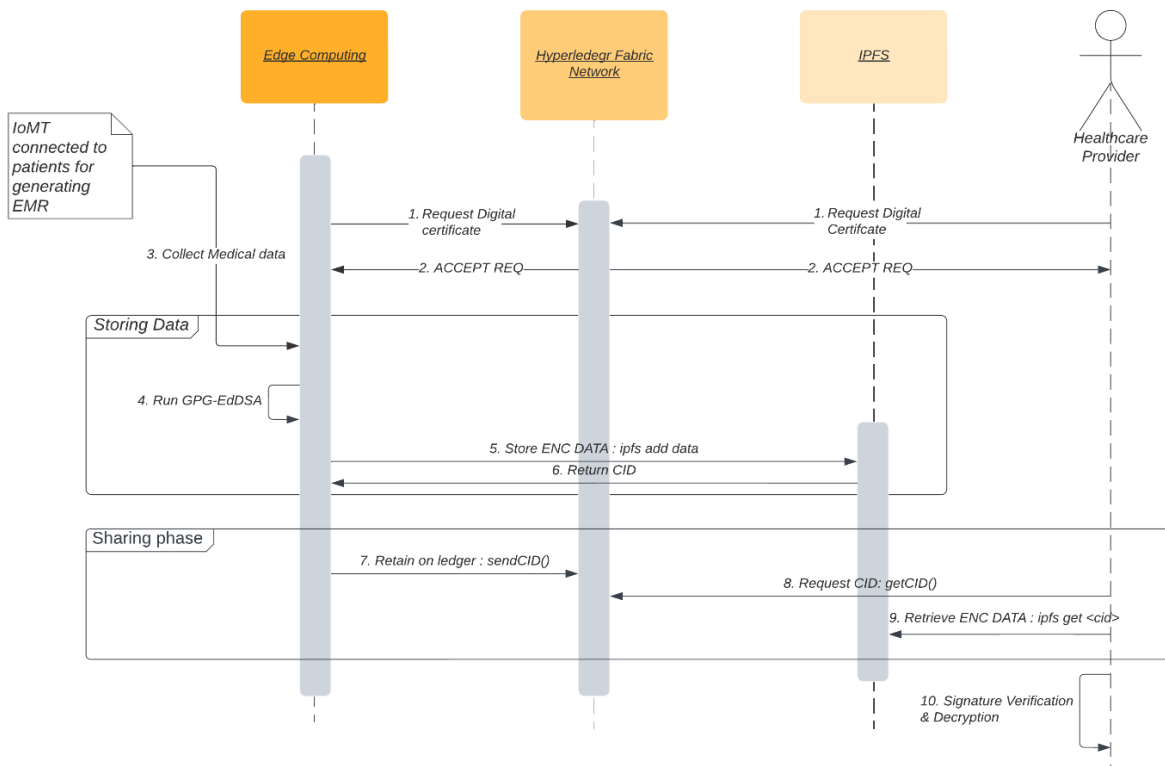 Edge Computing
Hyperledegr Fabric
Network
IPFS
Healthcare
Provider
IoMT
connected to
patients for
generating
EMR
1. Request Digital
certificate
1. Request Digital
Certifcate
3. Collect Medical data
2. ACCEPT REQ
2. ACCEPT REQ
Storing Data
4. Run GPG-EdDSA
5. Store ENC DATA : ipfs add data
6. Return CID
Sharing phase
7. Retain on ledger : sendCID()
8. Request CID: getCID()
9. Retrieve ENC DATA : ipfs get <cid>
10. Signature Verification
& Decryption